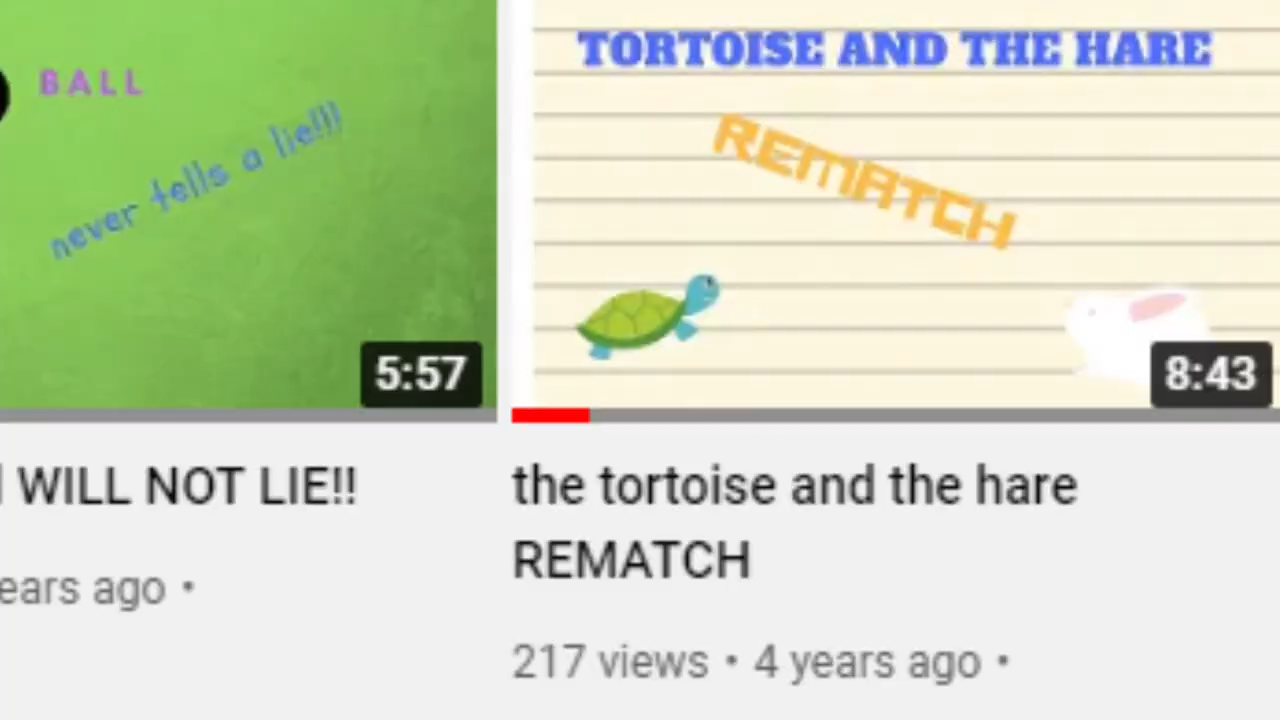 BALL
never tells a lie!!!
5:57
WILL NOT LIE!!
ago •
TORTOISE AND THE HARE
REMATCH
8:43
the tortoise and the hare
REMATCH
217 views • 4 years ago •